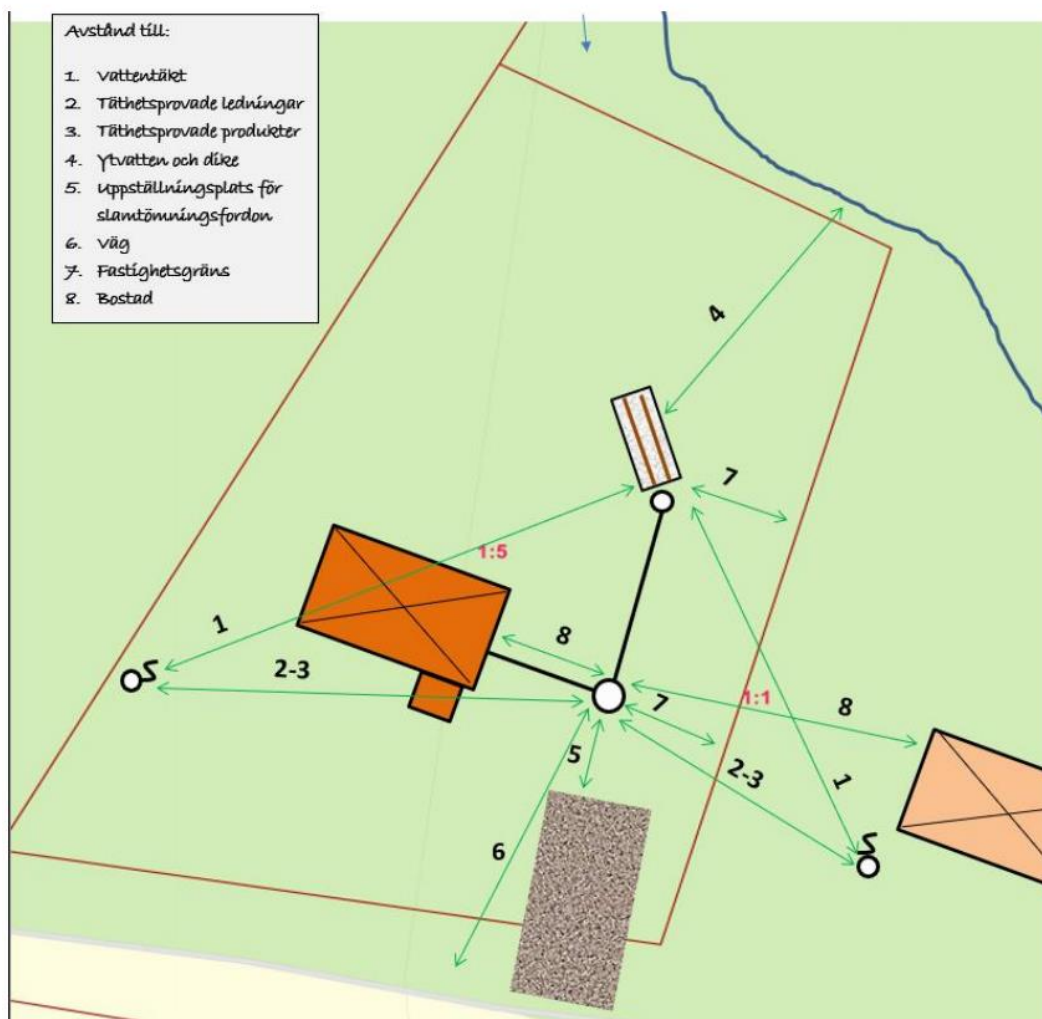 Avstånd till:
1. Vattentäkt
2. Täthetsprovade ledningar
3. Täthetsprovade produkter
4. Ytvatten och dike
5. Uppställningsplats för
slamtömningsfordon
6. Väg
7. Fastighetsgräns
8. Bostad
4
7
1:5
1
8
2-3
7
1:1
8
5
2-3
1
6